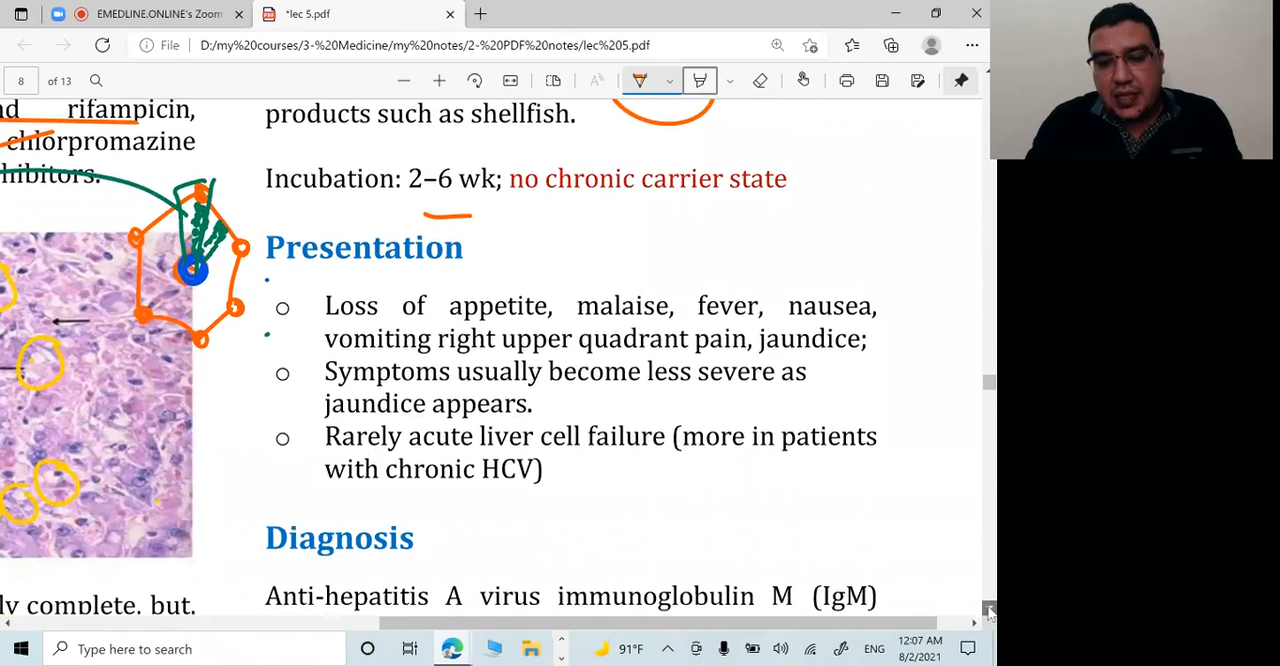 EMEDLINE.ONLINE's Zoom
*lec 5.pdf
File
D:/my%20courses/3-%20Medicine/my%20notes/2-%20PDF%20notes/lec%205.pdf
8 of 13
nd rifampicin,
chlorpromazine
hibitors.
products such as shellfish.
Incubation: 2–6 wk; no chronic carrier state
Presentation
o Loss of appetite, malaise, fever, nausea,
vomiting right upper quadrant pain, jaundice;
o Symptoms usually become less severe as
jaundice appears.
o Rarely acute liver cell failure (more in patients
with chronic HCV)
Diagnosis
Anti-hepatitis A virus immunoglobulin M (IgM)
ly complete. but.
Type here to search
91°F
ENG
12:07 AM
8/2/2021